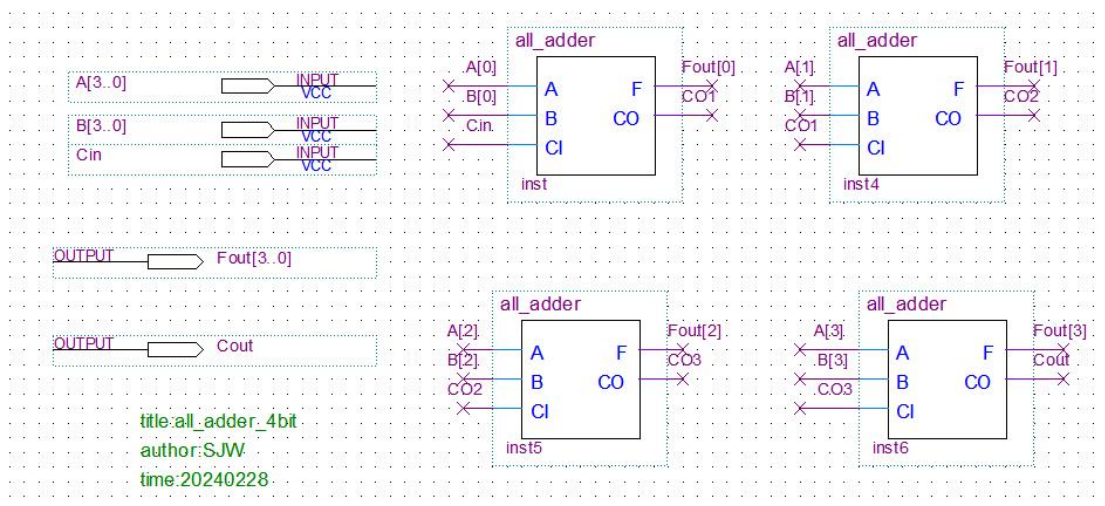 A[3..0]
INPUT
VCC
B[3..0]
INPUT
VCC
Cin
INPUT
VCC
OUTPUT
Fout[3..0]
OUTPUT
Cout
title:all_adder_4bit
author:SJW
time:20240228
all_adder
A[0]
B[0]
Cin
A
B
CI
F
CO
Fout[0]
CO1
inst
all_adder
A[1]
B[1]
CO1
A
B
CI
F
CO
Fout[1]
CO2
inst4
all_adder
A[2]
B[2]
CO2
A
B
CI
F
CO
Fout[2]
CO3
inst5
all_adder
A[3]
B[3]
CO3
A
B
CI
F
CO
Fout[3]
Cout
inst6